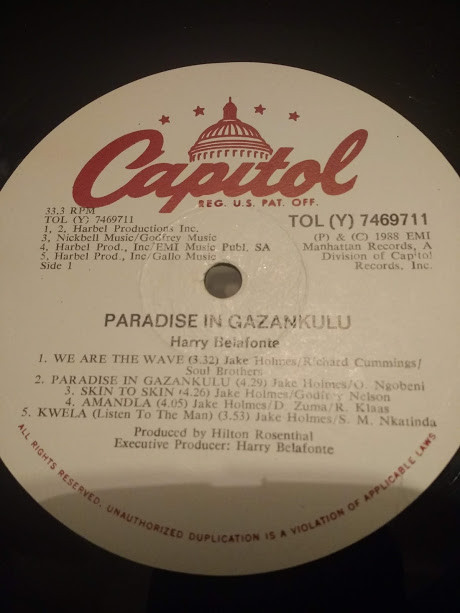 Capitol
REG. U.S. PAT. OFF.
33.3 RPM
TOL (Y) 7469711
1, 2, Harbel Productions Inc.
3, Nickbell Music/Godfrey Music
4, Harbel Prod., Inc/EMI Music Publ. SA
5, Harbel Prod., Inc/Gallo Music
Side 1
TOL (Y) 7469711
(P) & (C) 1988 EMI
Manhattan Records, A
Division of Capitol
Records, Inc.
PARADISE IN GAZANKULU
Harry Belafonte
1. WE ARE THE WAVE (3.32) Jake Holmes/Richard Cummings/
Soul Brothers
2. PARADISE IN GAZANKULU (4.29) Jake Holmes/O. Ngobeni
3. SKIN TO SKIN (4.26) Jake Holmes/Godfrey Nelson
4. AMANDLA (4.05) Jake Holmes/D. Zuma/R. Klaas
5. KWELA (Listen To The Man) (3.53) Jake Holmes/S. M. Nkatinda
Produced by Hilton Rosenthal
Executive Producer: Harry Belafonte
ALL RIGHTS RESERVED. UNAUTHORIZED DUPLICATION IS A VIOLATION OF APPLICABLE LAWS